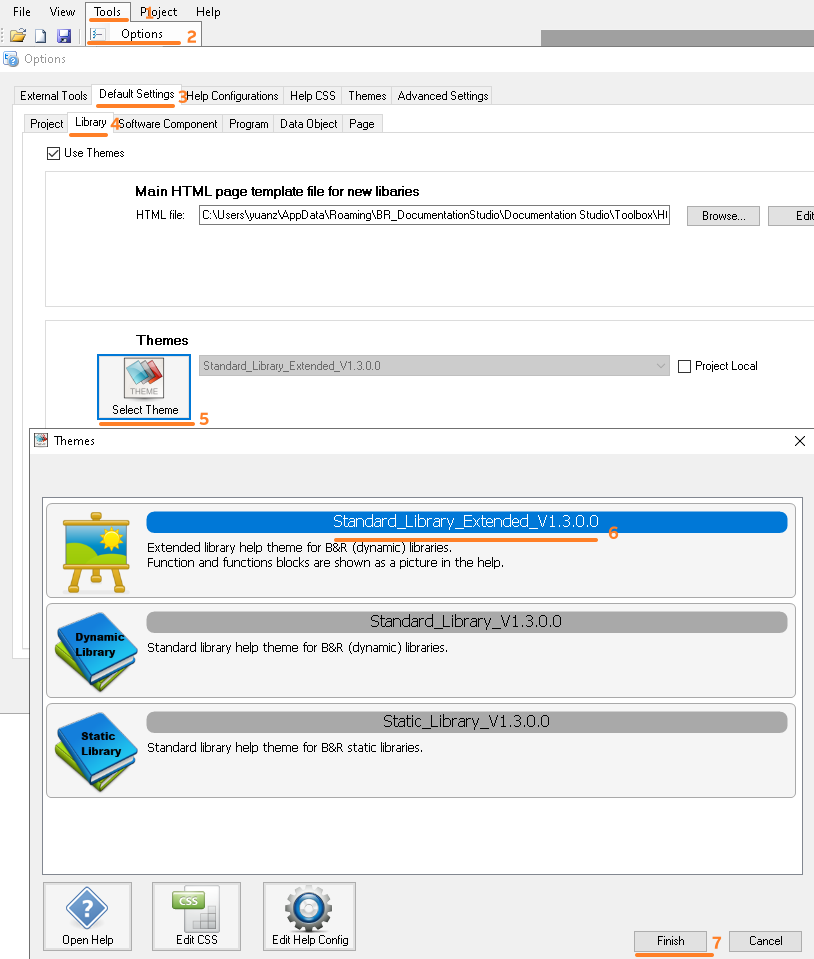 File View Tools 1 Project Help
Options 2
Options
External Tools Default Settings 3 Help Configurations Help CSS Themes Advanced Settings
Project Library 4 Software Component Program Data Object Page
Use Themes
Main HTML page template file for new libaries
HTML file: C:\Users\yuanz\AppData\Roaming\BR_DocumentationStudio\Documentation Studio\Toolbox\H Browse... Edit
Themes
THEME
Standard_Library_Extended_V1.3.0.0 Project Local
Select Theme
5
Themes
Standard_Library_Extended_V1.3.0.0 6
Extended library help theme for B&R (dynamic) libraries.
Function and functions blocks are shown as a picture in the help.
Dynamic
Library
Standard_Library_V1.3.0.0
Standard library help theme for B&R (dynamic) libraries.
Static
Library
Static_Library_V1.3.0.0
Standard library help theme for B&R static libraries.
?
CSS
Open Help Edit CSS Edit Help Config
Finish 7 Cancel